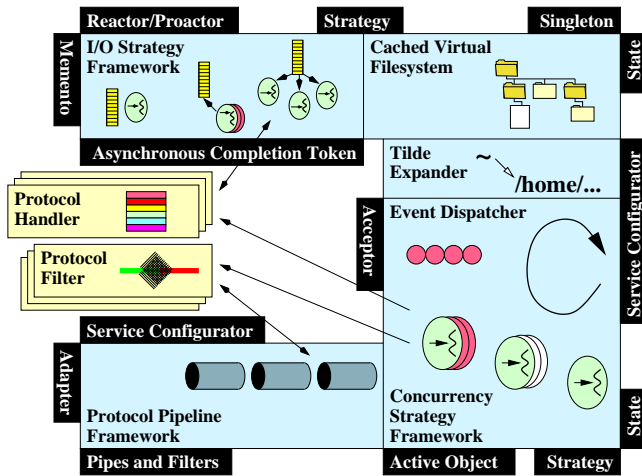 Reactor/Proactor
Strategy
Singleton
Memento
I/O Strategy
Framework
Cached Virtual
Filesystem
State
Asynchronous Completion Token
Tilde
Expander
~
/home/...
Service Configurator
Protocol
Handler
Acceptor
Event Dispatcher
Protocol
Filter
Service Configurator
Adapter
Protocol Pipeline
Framework
Concurrency
Strategy
Framework
State
Pipes and Filters
Active Object
Strategy